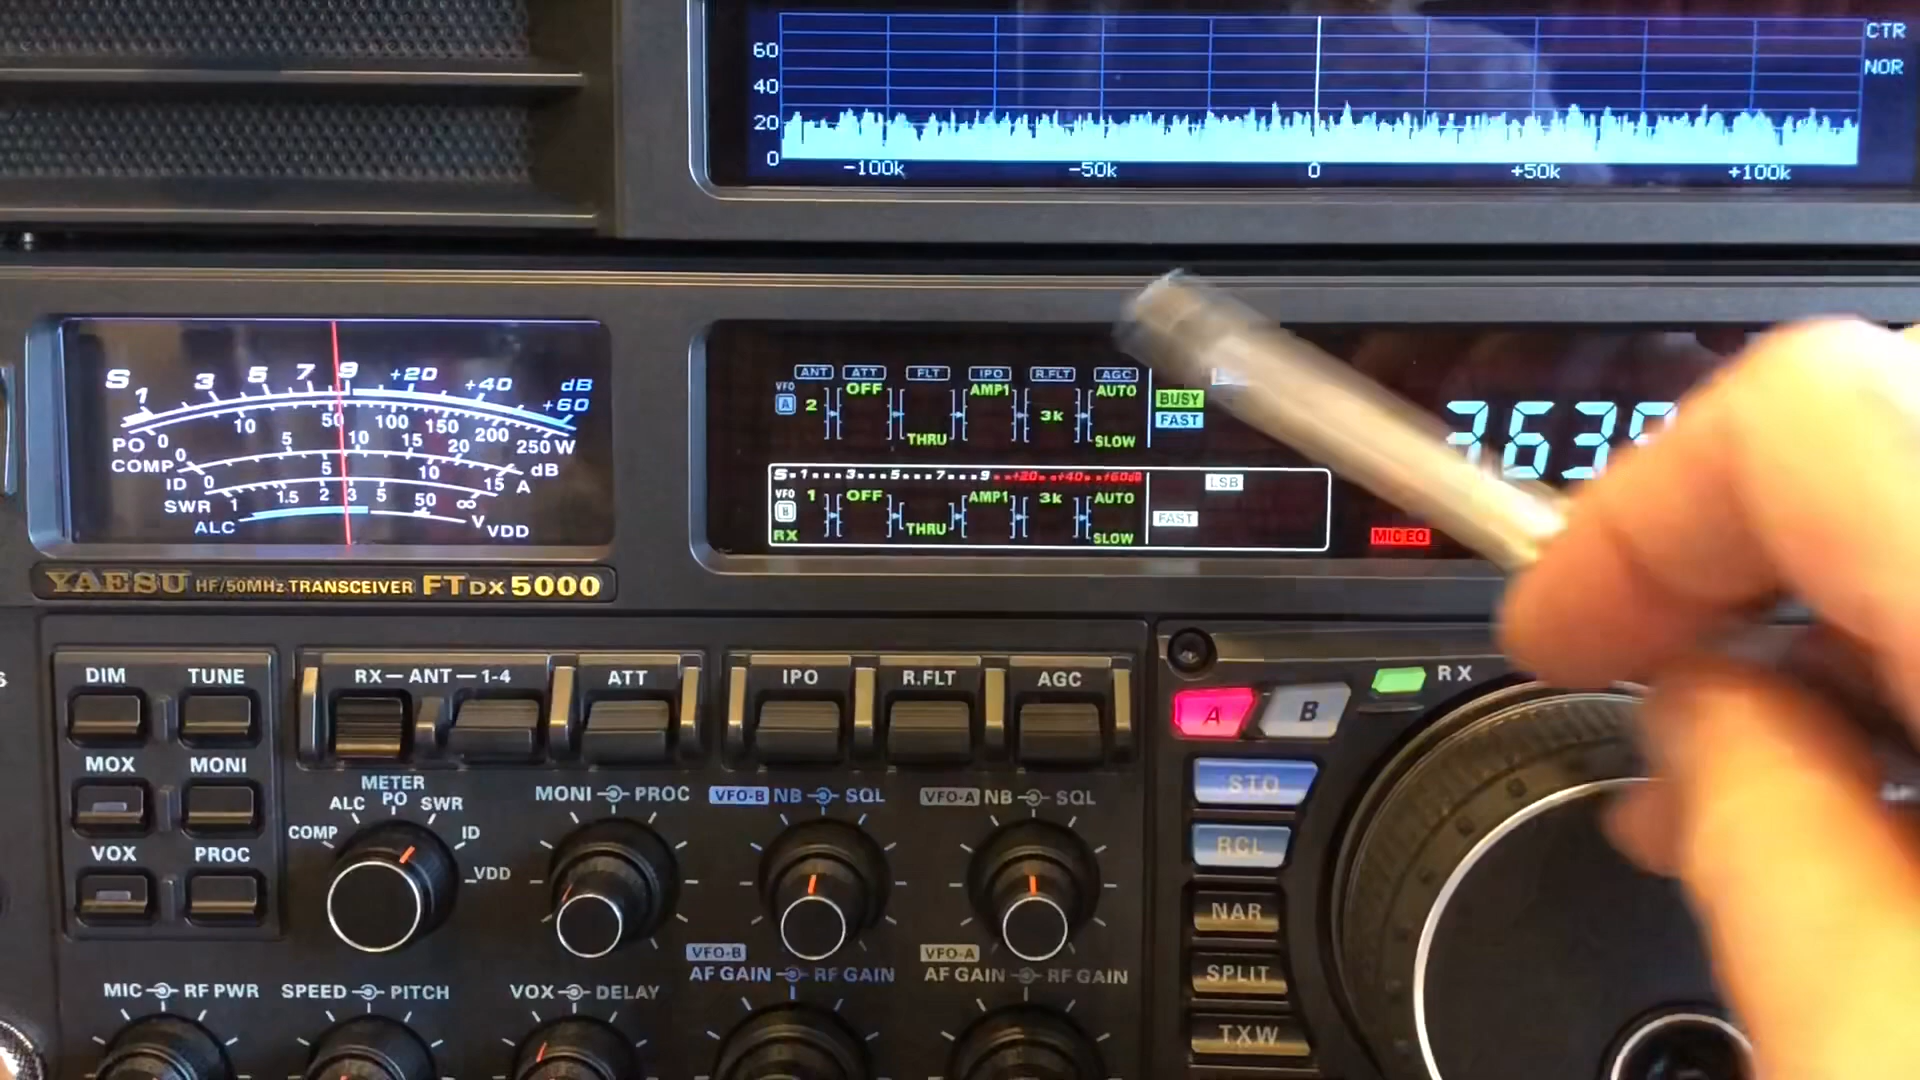 CTR
60
NOR
40
20
0
-100k -50k 0 +50k +100k
S 1 3 5 7 9 +20 +40 +60 dB
PO 0 10 50 100 150 200 250 W
COMP 0 5 10 15 20 dB
ID 0 5 10 15 A
SWR 1 1.5 2 3 5 50 ∞
ALC V VDD
ANT ATT FLT IPO R.FLT AGC
VFO A 2 OFF THRU AMP1 3k AUTO SLOW
BUSY
FAST
S 1 3 5 7 9 +20 +40 +60dB
VFO B RX 1 OFF THRU AMP1 3k AUTO SLOW
LSB
FAST
MIC EQ
363
YAESU HF/50MHz TRANSCEIVER FTDX5000
DIM TUNE
RX-ANT-1-4 ATT IPO R.FLT AGC
A B RX
MOX MONI
VOX PROC
METER
ALC PO SWR
COMP ID
VDD
MONI PROC
VFO-B NB SQL
VFO-A NB SQL
STO
RCL
NAR
SPLIT
TXW
VFO-B
AF GAIN RF GAIN
VFO-A
AF GAIN RF GAIN
MIC RF PWR
SPEED PITCH
VOX DELAY